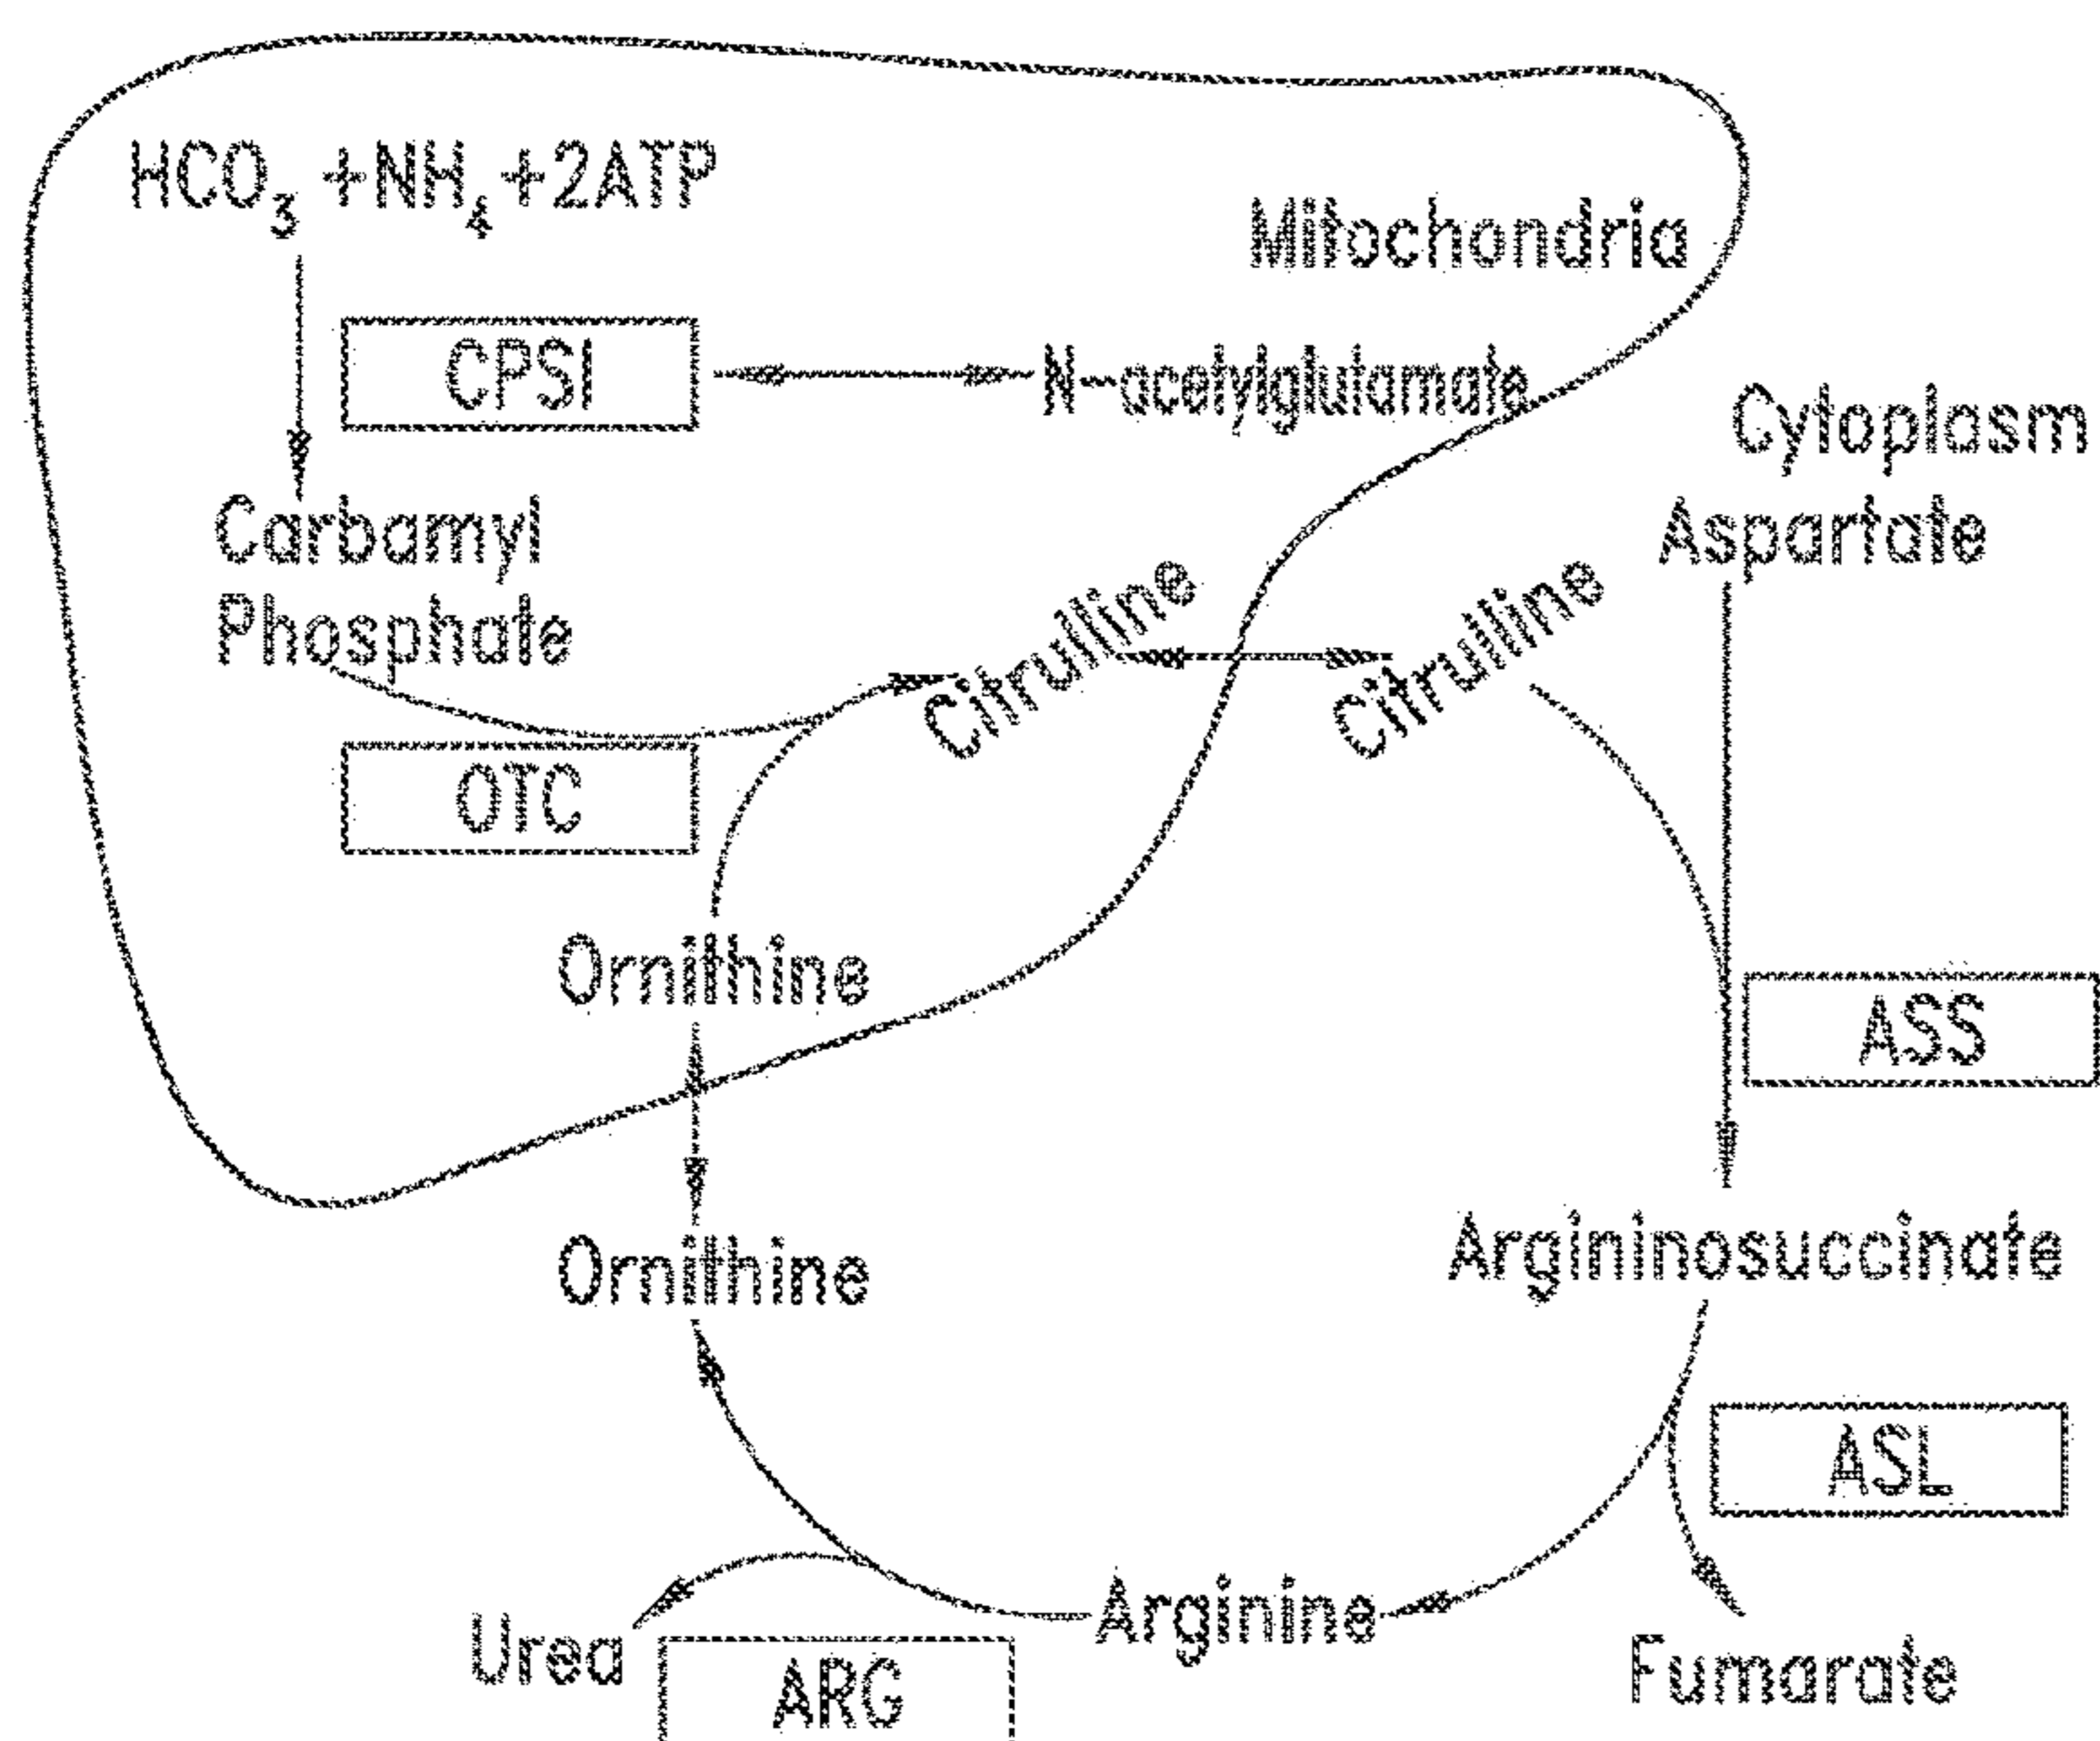 HCO3 +NH4+2ATP
Mitochondria
CPSI
N-acetylglutamate
Cytoplasm
Carbamyl
Phosphate
Aspartate
Citrulline
Citrulline
OTC
Ornithine
ASS
Ornithine
Argininosuccinate
ASL
Arginine
Urea
ARG
Fumarate